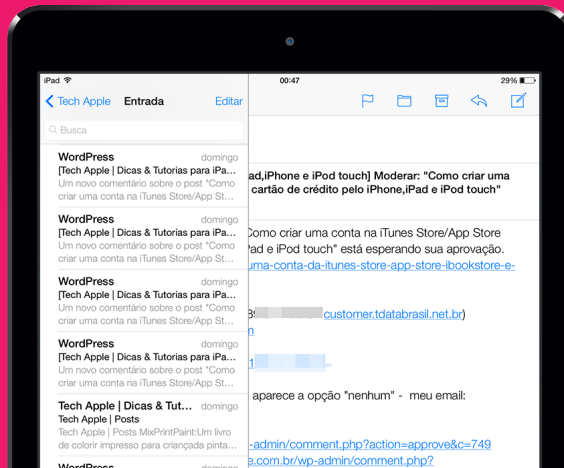 iPad
00:47
29%
Tech Apple
Entrada
Editar
Busca
WordPress domingo
[Tech Apple | Dicas & Tutorias para iPa...
Um novo comentário sobre o post "Como
criar uma conta na iTunes Store/App St...
WordPress domingo
[Tech Apple | Dicas & Tutorias para iPa...
Um novo comentário sobre o post "Como
criar uma conta na iTunes Store/App St...
WordPress domingo
[Tech Apple | Dicas & Tutorias para iPa...
Um novo comentário sobre o post "Como
criar uma conta na iTunes Store/App St...
WordPress domingo
[Tech Apple | Dicas & Tutorias para iPa...
Um novo comentário sobre o post "Como
criar uma conta na iTunes Store/App St...
Tech Apple | Dicas & Tut... domingo
Tech Apple | Posts
Tech Apple | Posts MixPrintPaint:Um livro
de colorir impresso para criançada pinta...
WordPress domingo
ad,iPhone e iPod touch] Moderar: "Como criar uma
cartão de crédito pelo iPhone,iPad e iPod touch"
Como criar uma conta na iTunes Store/App Store
Pad e iPod touch" está esperando sua aprovação.
uma-conta-da-itunes-store-app-store-ibookstore-e-
customer.tdatabrasil.net.br)
aparece a opção "nenhum" - meu email:
-admin/comment.php?action=approve&c=749
e.com.br/wp-admin/comment.php?